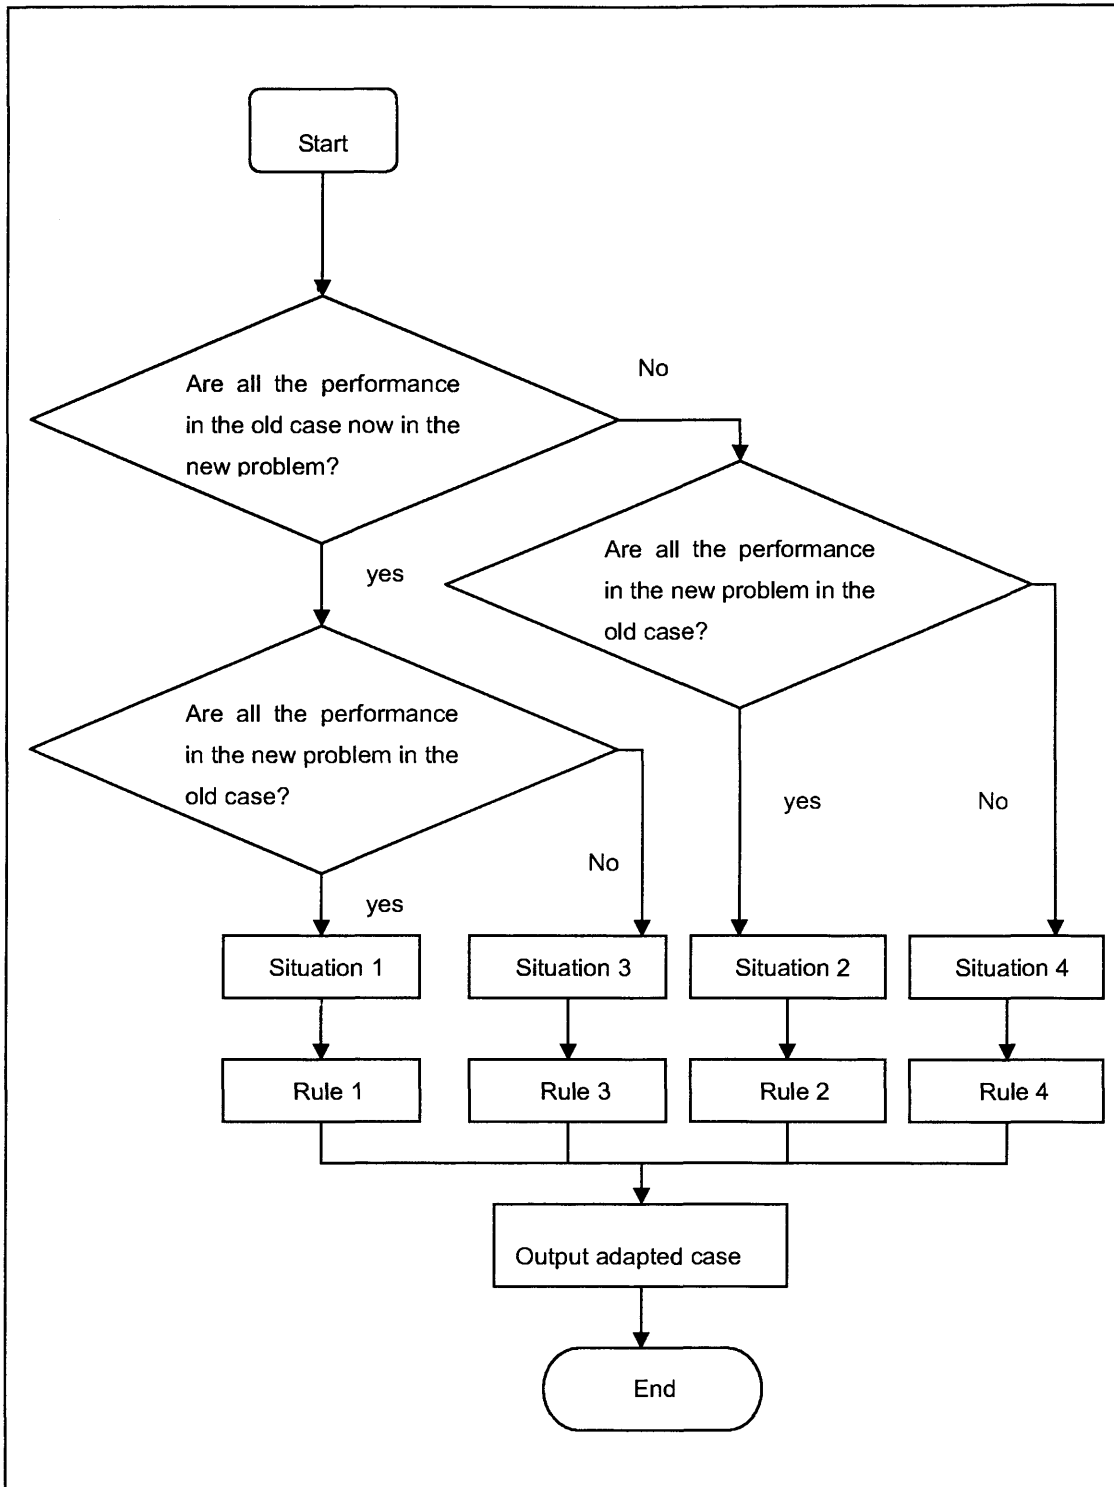 Start
Are all the performance
in the old case now in the
new problem?
No
yes
Are all the performance
in the new problem in the
old case?
Are all the performance
in the new problem in the
old case?
yes
No
No
yes
Situation 1
Situation 3
Situation 2
Situation 4
Rule 1
Rule 3
Rule 2
Rule 4
Output adapted case
End